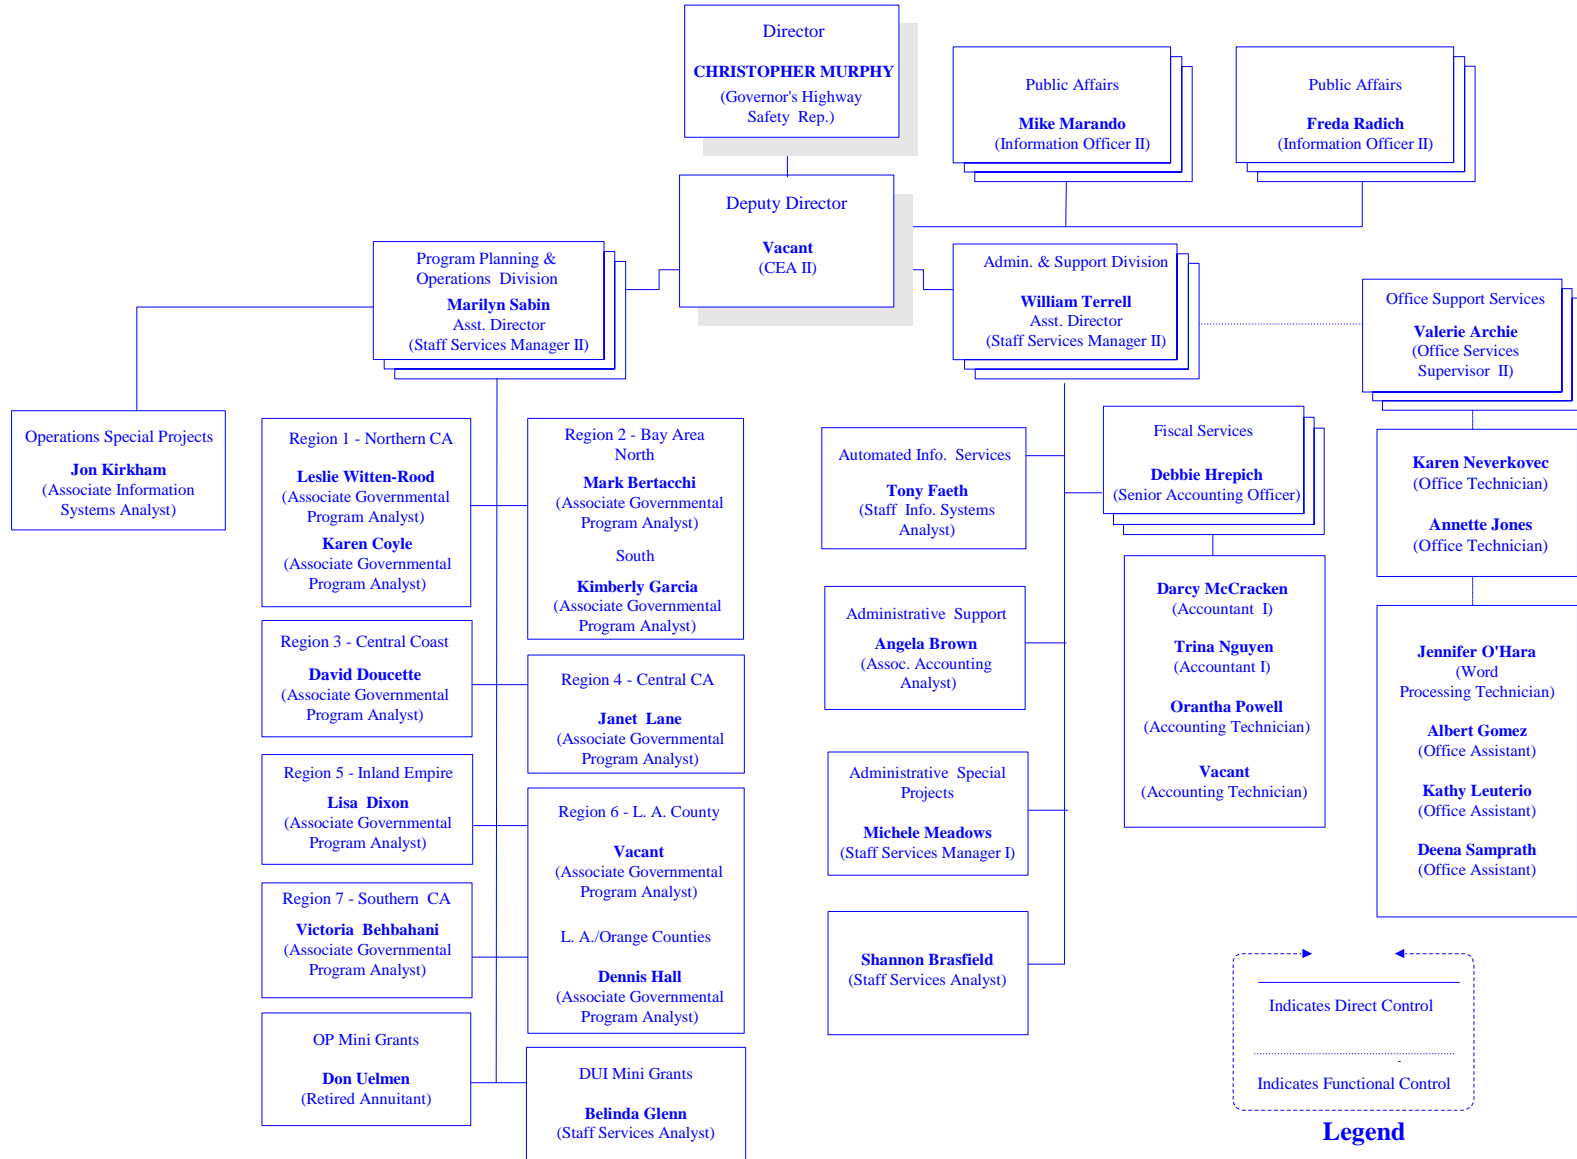 Director
CHRISTOPHER MURPHY
(Governor's Highway
Safety Rep.)
Public Affairs
Mike Marando
(Information Officer II)
Public Affairs
Freda Radich
(Information Officer II)
Deputy Director
Vacant
(CEA II)
Program Planning &
Operations Division
Marilyn Sabin
Asst. Director
(Staff Services Manager II)
Admin. & Support Division
William Terrell
Asst. Director
(Staff Services Manager II)
Office Support Services
Valerie Archie
(Office Services
Supervisor II)
Operations Special Projects
Jon Kirkham
(Associate Information
Systems Analyst)
Region 1 - Northern CA
Leslie Witten-Rood
(Associate Governmental
Program Analyst)
Karen Coyle
(Associate Governmental
Program Analyst)
Region 2 - Bay Area
North
Mark Bertacchi
(Associate Governmental
Program Analyst)
South
Kimberly Garcia
(Associate Governmental
Program Analyst)
Region 3 - Central Coast
David Doucette
(Associate Governmental
Program Analyst)
Region 4 - Central CA
Janet Lane
(Associate Governmental
Program Analyst)
Region 5 - Inland Empire
Lisa Dixon
(Associate Governmental
Program Analyst)
Region 6 - L. A. County
Vacant
(Associate Governmental
Program Analyst)
L. A./Orange Counties
Dennis Hall
(Associate Governmental
Program Analyst)
Region 7 - Southern CA
Victoria Behbahani
(Associate Governmental
Program Analyst)
OP Mini Grants
Don Uelmen
(Retired Annuitant)
DUI Mini Grants
Belinda Glenn
(Staff Services Analyst)
Automated Info. Services
Tony Faeth
(Staff Info. Systems
Analyst)
Administrative Support
Angela Brown
(Assoc. Accounting
Analyst)
Administrative Special
Projects
Michele Meadows
(Staff Services Manager I)
Shannon Brasfield
(Staff Services Analyst)
Fiscal Services
Debbie Hrepich
(Senior Accounting Officer)
Darcy McCracken
(Accountant I)
Trina Nguyen
(Accountant I)
Orantha Powell
(Accounting Technician)
Vacant
(Accounting Technician)
Karen Neverkovec
(Office Technician)
Annette Jones
(Office Technician)
Jennifer O'Hara
(Word
Processing Technician)
Albert Gomez
(Office Assistant)
Kathy Leuterio
(Office Assistant)
Deena Samprath
(Office Assistant)
Indicates Direct Control
Indicates Functional Control
Legend